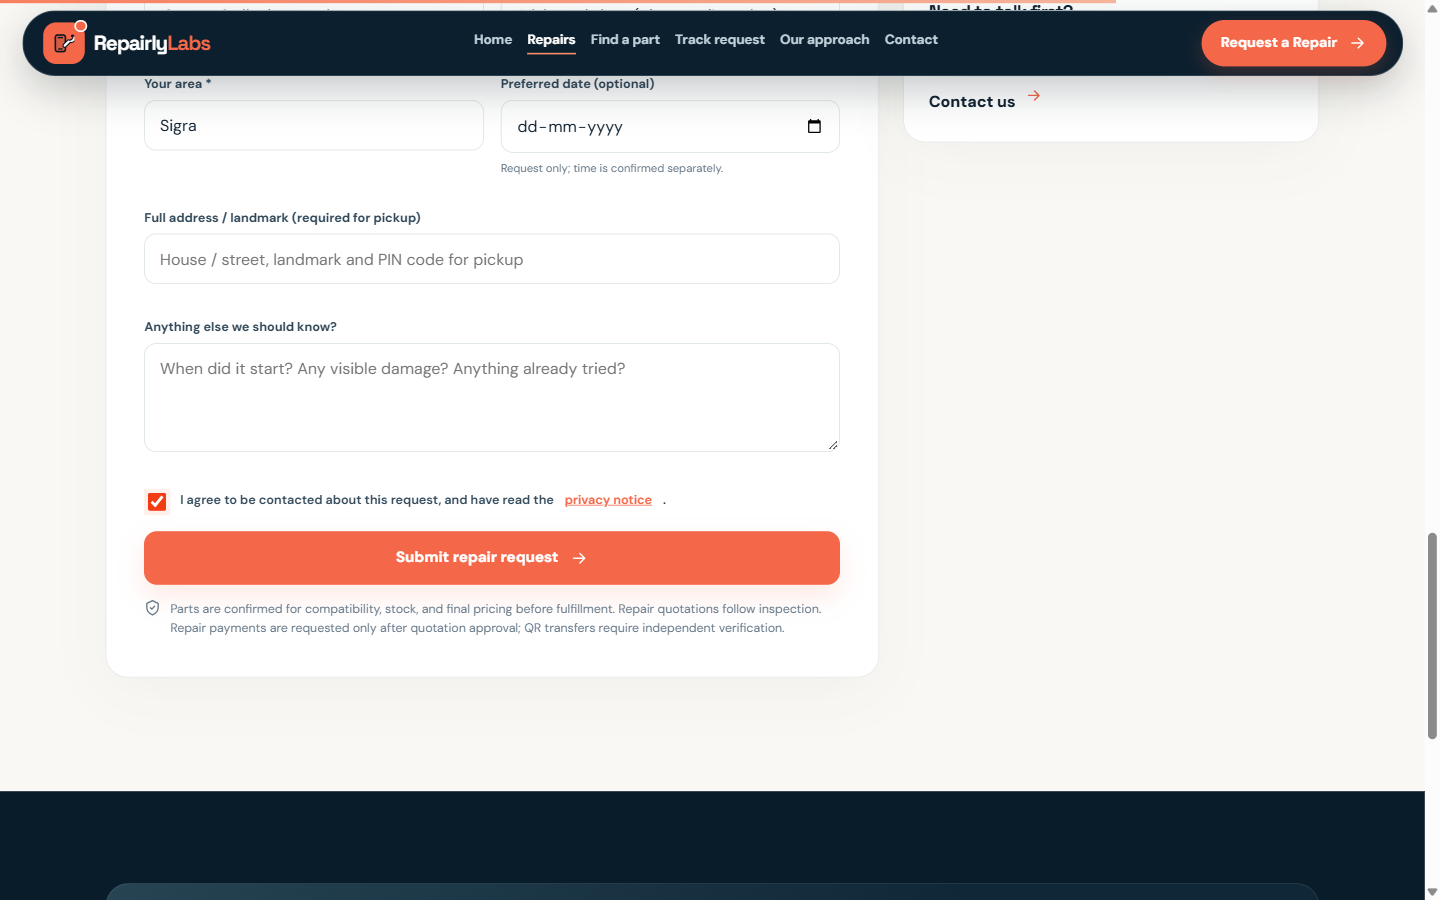 RepairlyLabs
Home Repairs Find a part Track request Our approach Contact
Request a Repair
Need to talk first?
Contact us
Your area *
Sigra
Preferred date (optional)
dd-mm-yyyy
Request only; time is confirmed separately.
Full address / landmark (required for pickup)
House / street, landmark and PIN code for pickup
Anything else we should know?
When did it start? Any visible damage? Anything already tried?
I agree to be contacted about this request, and have read the privacy notice .
Submit repair request
Parts are confirmed for compatibility, stock, and final pricing before fulfillment. Repair quotations follow inspection.
Repair payments are requested only after quotation approval; QR transfers require independent verification.